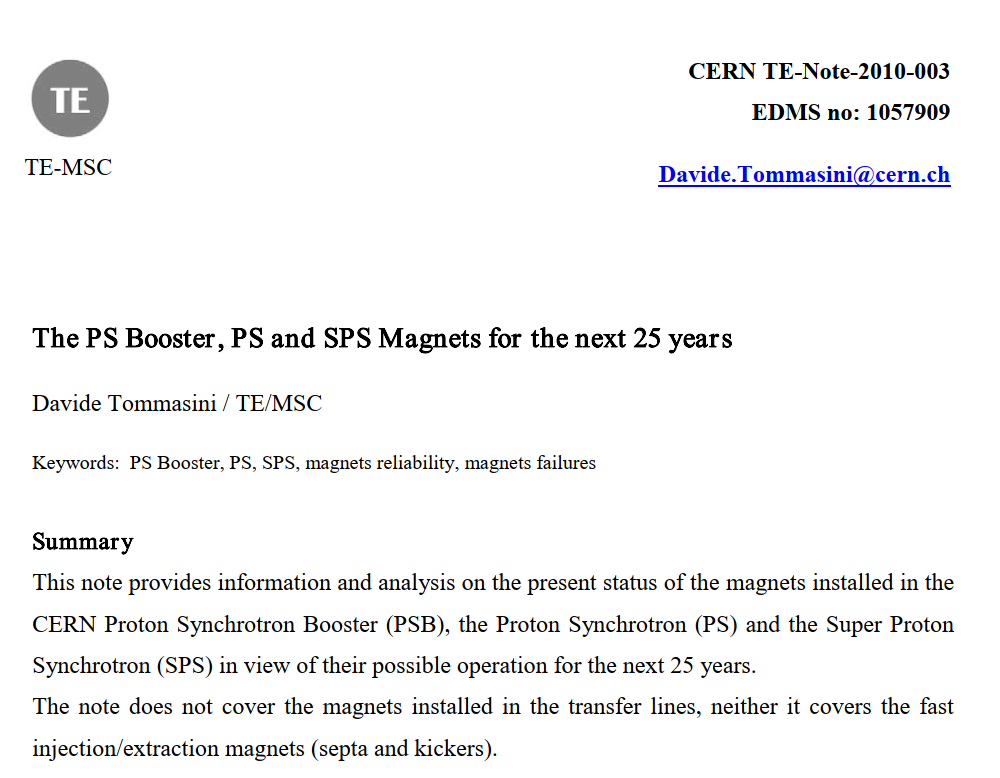 TE
TE-MSC
CERN TE-Note-2010-003
EDMS no: 1057909
Davide.Tommasini@cern.ch
The PS Booster, PS and SPS Magnets for the next 25 years
Davide Tommasini / TE/MSC
Keywords: PS Booster, PS, SPS, magnets reliability, magnets failures
Summary
This note provides information and analysis on the present status of the magnets installed in the
CERN Proton Synchrotron Booster (PSB), the Proton Synchrotron (PS) and the Super Proton
Synchrotron (SPS) in view of their possible operation for the next 25 years.
The note does not cover the magnets installed in the transfer lines, neither it covers the fast
injection/extraction magnets (septa and kickers).